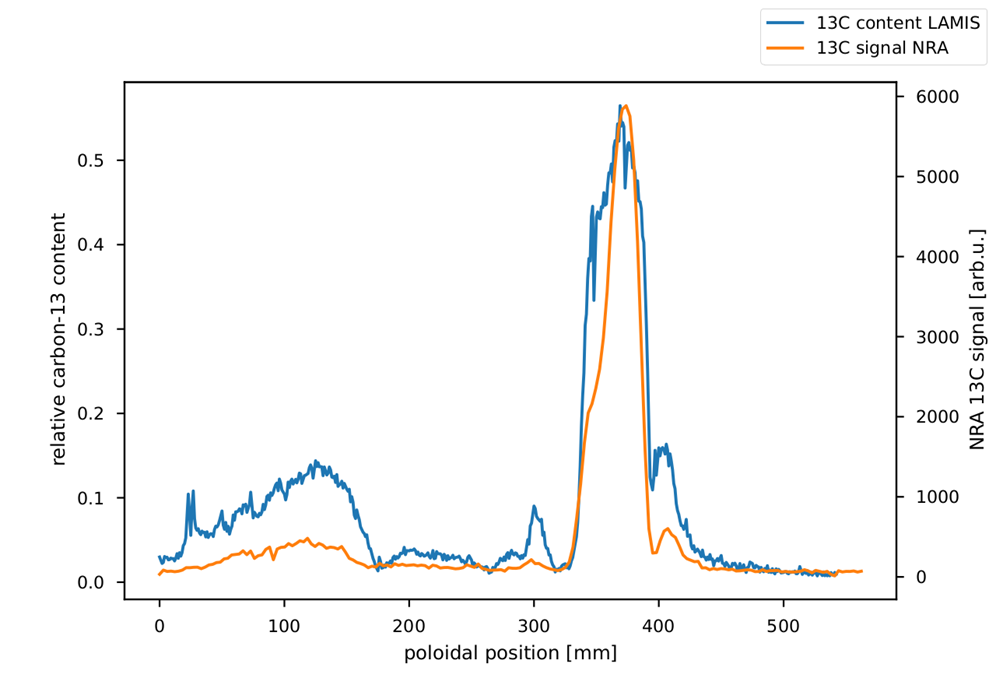 13C content LAMIS
13C signal NRA
relative carbon-13 content
0.5
0.4
0.3
0.2
0.1
0.0
6000
5000
4000
3000
2000
1000
0
NRA 13C signal [arb.u.]
0 100 200 300 400 500
poloidal position [mm]